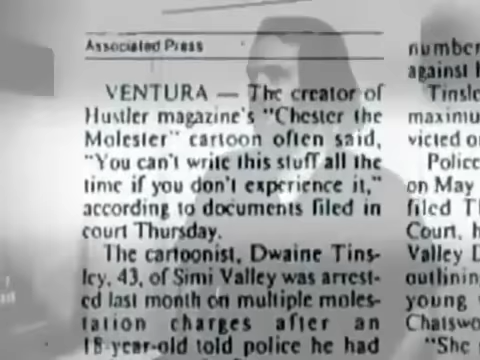 Associated Press
VENTURA — The creator of
Hustler magazine's "Chester the
Molester" cartoon often said,
"You can't write this stuff all the
time if you don't experience it,"
according to documents filed in
court Thursday.
The cartoonist, Dwaine Tins-
ley, 43, of Simi Valley was arrest-
ed last month on multiple moles-
tation charges after an
18-year-old told police he had
number
against
Tinsle
maximu
victed o
Police
on May
filed T
Court, h
Valley D
outlinin
young
Chatswo
"She